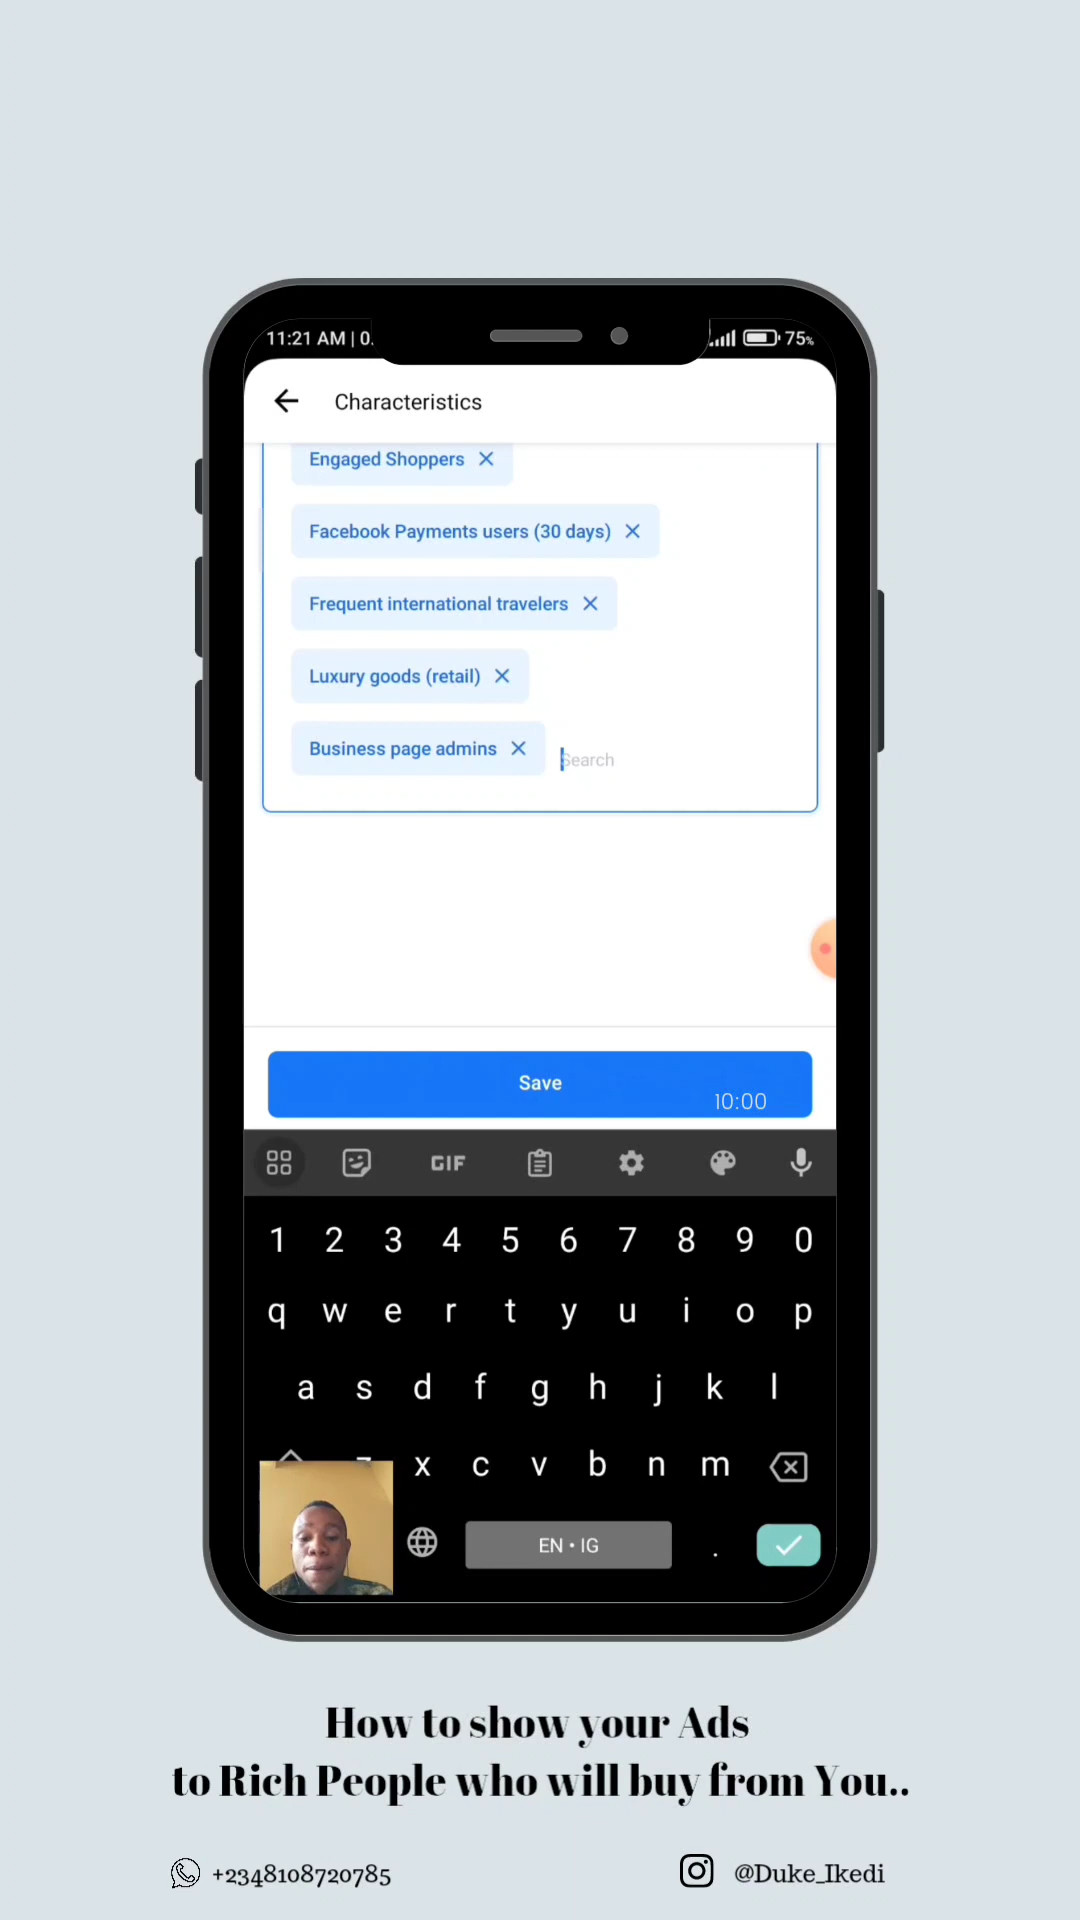 11:21 AM | 0.
75%
Characteristics
Engaged Shoppers
Facebook Payments users (30 days)
Frequent international travelers
Luxury goods (retail)
Business page admins
Search
Save
10:00
GIF
1 2 3 4 5 6 7 8 9 0
q w e r t y u i o p
a s d f g h j k l
x c v b n m
EN • IG
.
How to show your Ads
to Rich People who will buy from You..
+2348108720785
@Duke_Ikedi